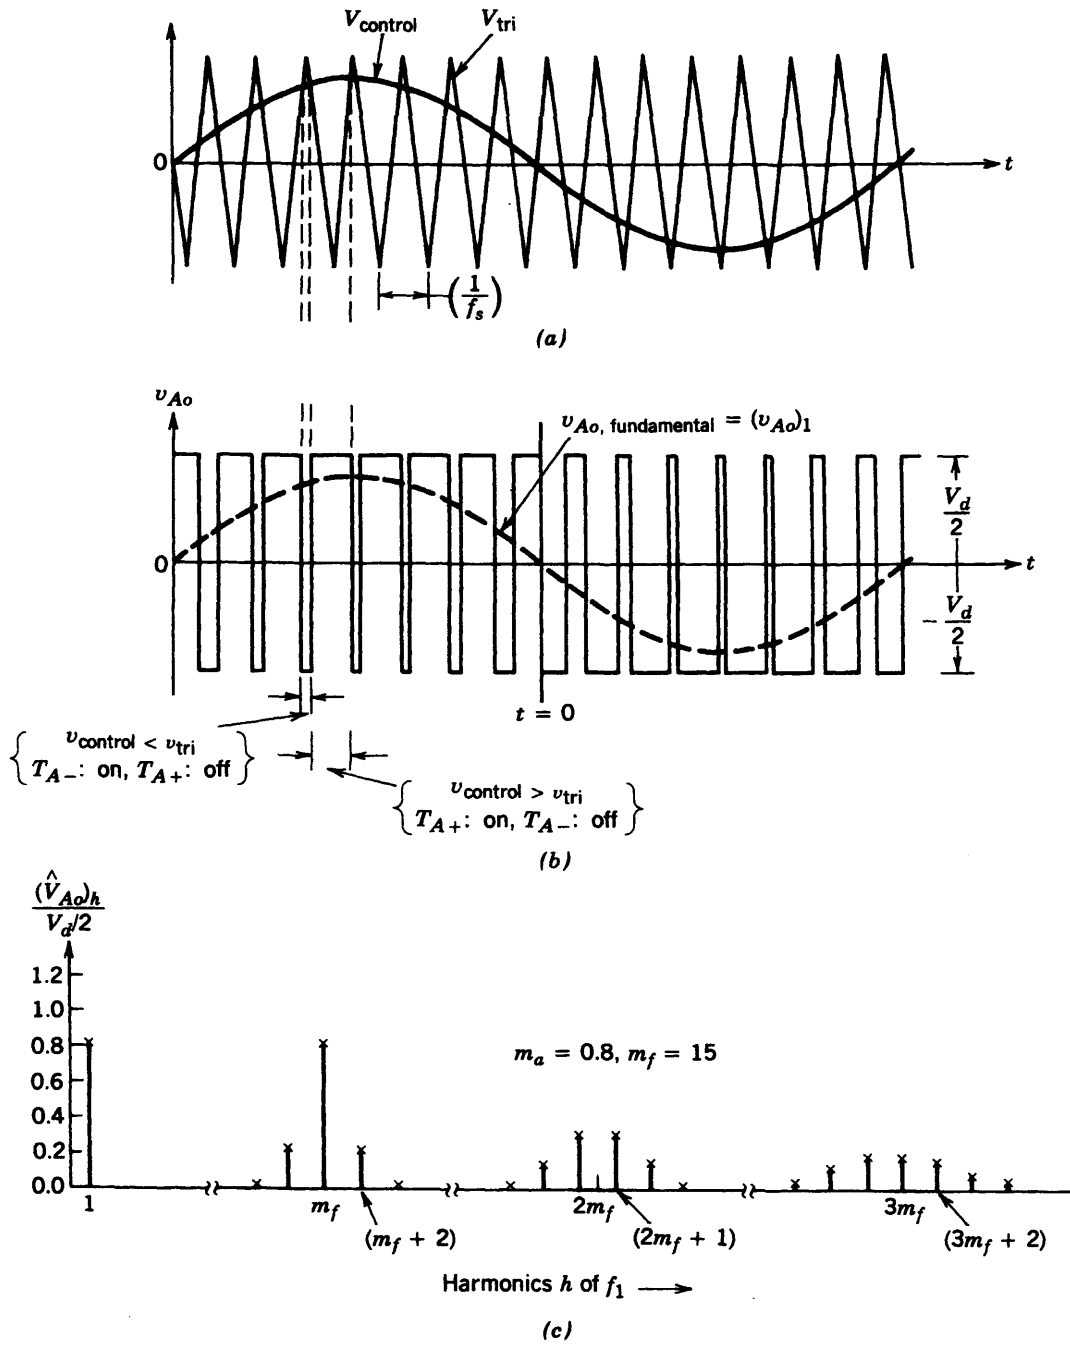 V_control V_tri
0 t
(1/f_s)
(a)
v_Ao
v_Ao, fundamental = (v_Ao)_1
V_d/2
0 t
− V_d/2
t = 0
{ v_control < v_tri
T_A−: on, T_A+: off }
{ v_control > v_tri
T_A+: on, T_A−: off }
(b)
(V̂_Ao)_h
V_d/2
1.2
1.0
0.8
m_a = 0.8, m_f = 15
0.6
0.4
0.2
0.0
1 m_f 2m_f 3m_f
(m_f + 2) (2m_f + 1) (3m_f + 2)
Harmonics h of f_1 →
(c)